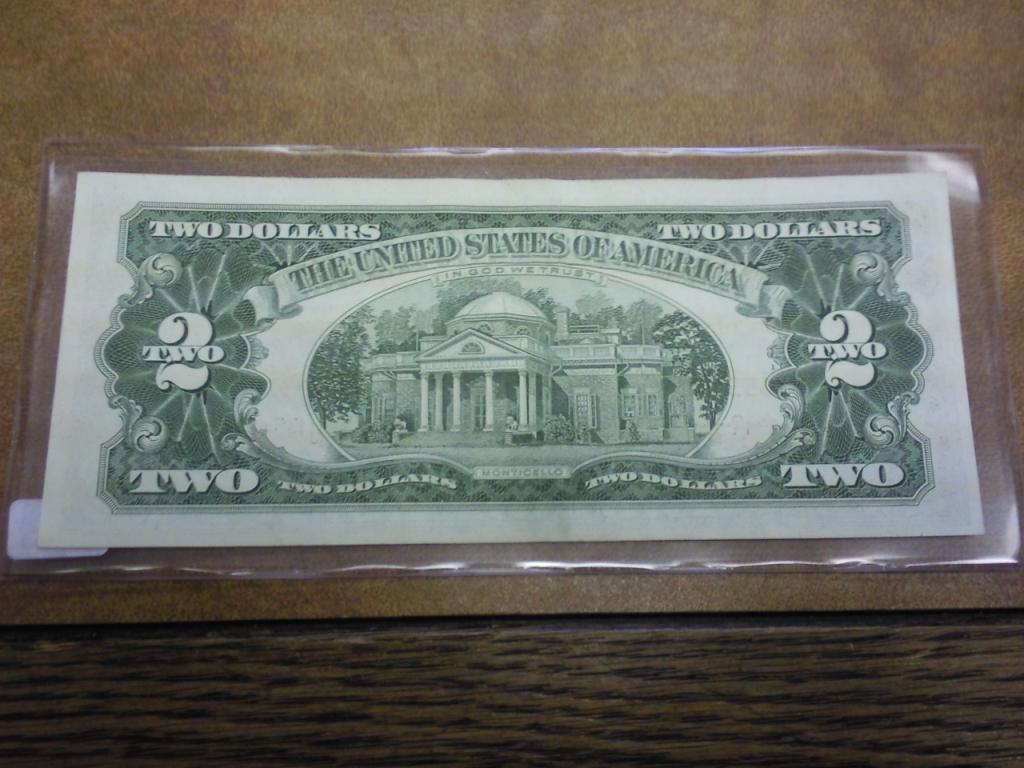 TWO DOLLARS TWO DOLLARS
THE UNITED STATES OF AMERICA
IN GOD WE TRUST
2 2
TWO TWO
MONTICELLO
TWO TWO DOLLARS TWO DOLLARS TWO